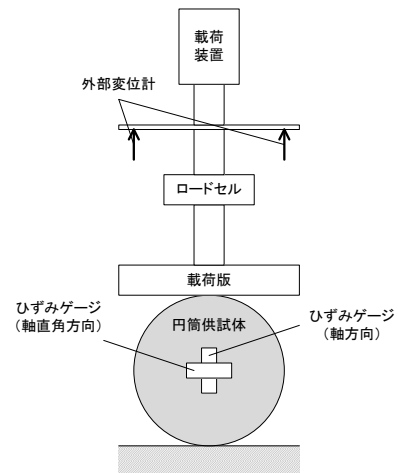 載荷
装置
外部変位計
ロードセル
載荷版
ひずみゲージ
（軸直角方向）
円筒供試体
ひずみゲージ
（軸方向）